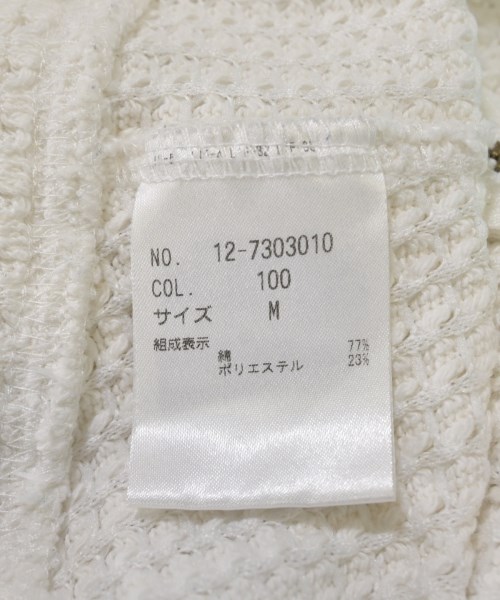 NO. 12-7303010
COL. 100
サイズ M
組成表示
綿 77%
ポリエステル 23%